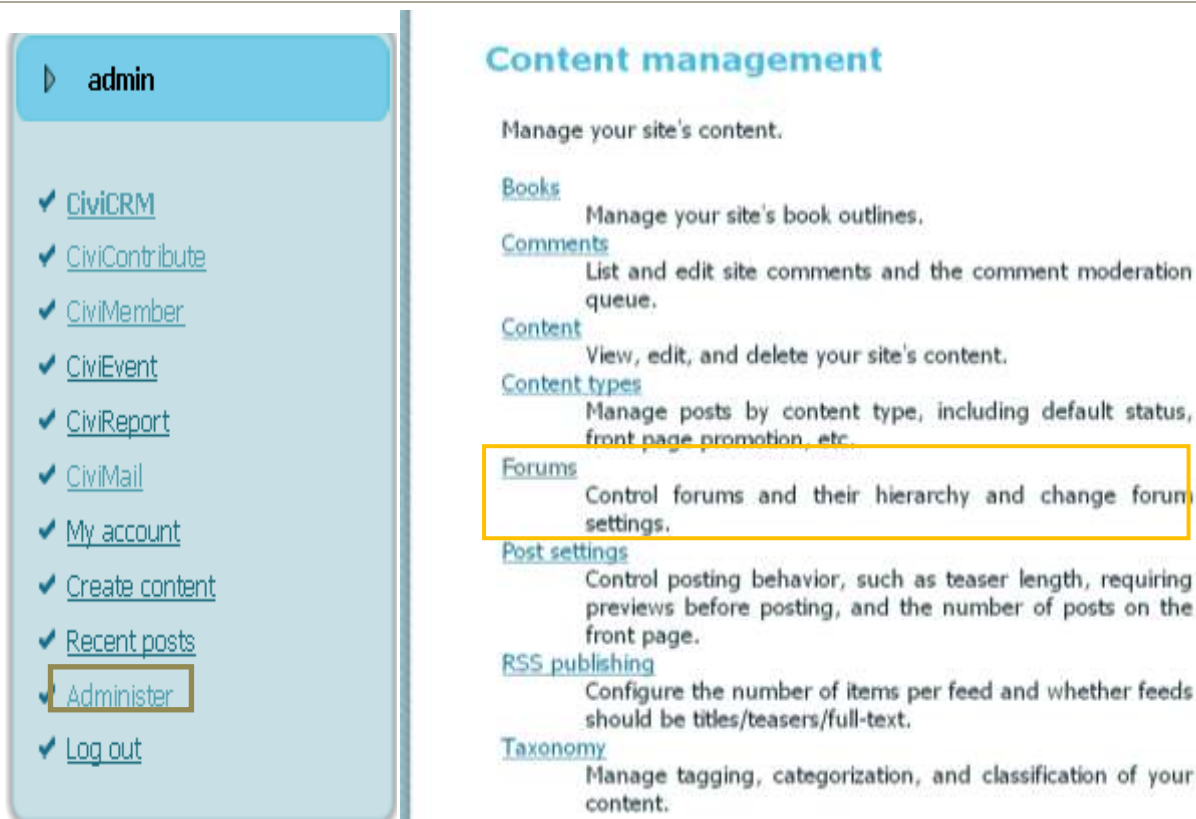 admin
CiviCRM
CiviContribute
CiviMember
CiviEvent
CiviReport
CiviMail
My account
Create content
Recent posts
Administer
Log out
Content management
Manage your site's content.
Books
Manage your site's book outlines.
Comments
List and edit site comments and the comment moderation
queue.
Content
View, edit, and delete your site's content.
Content types
Manage posts by content type, including default status,
front page promotion, etc.
Forums
Control forums and their hierarchy and change forum
settings.
Post settings
Control posting behavior, such as teaser length, requiring
previews before posting, and the number of posts on the
front page.
RSS publishing
Configure the number of items per feed and whether feeds
should be titles/teasers/full-text.
Taxonomy
Manage tagging, categorization, and classification of your
content.